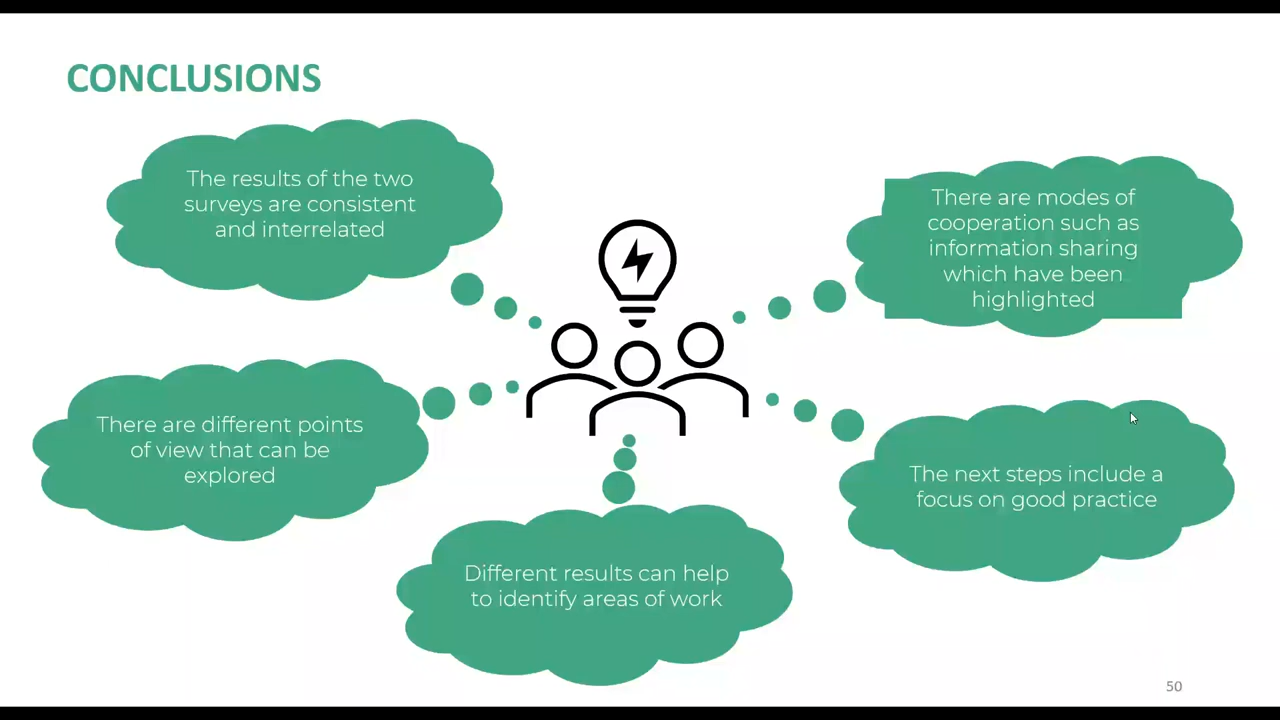 CONCLUSIONS
The results of the two
surveys are consistent
and interrelated
There are modes of
cooperation such as
information sharing
which have been
highlighted
There are different points
of view that can be
explored
The next steps include a
focus on good practice
Different results can help
to identify areas of work
50